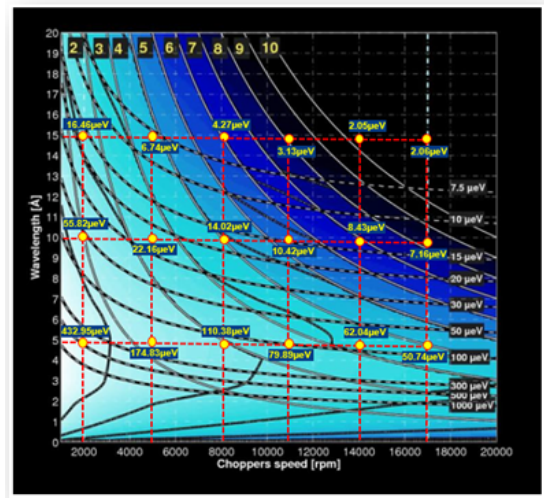 20
2 3 4 5 6 7 8 9 10
19
18
17
16
16.46µeV 4.27µeV 2.05µeV
15
6.74µeV 3.13µeV 2.06µeV
14
13
7.5 µeV
12
11
10 µeV
55.82µeV 14.02µeV 8.43µeV
10
22.16µeV 10.42µeV 7.16µeV
15 µeV
9
20 µeV
8
7
30 µeV
6
50 µeV
432.95µeV 110.38µeV 62.04µeV
5
174.83µeV 79.89µeV 50.74µeV
100 µeV
4
3
300 µeV
500 µeV
2
1000 µeV
1
0
Wavelength [Å]
2000 4000 6000 8000 10000 12000 14000 16000 18000 20000
Choppers speed [rpm]